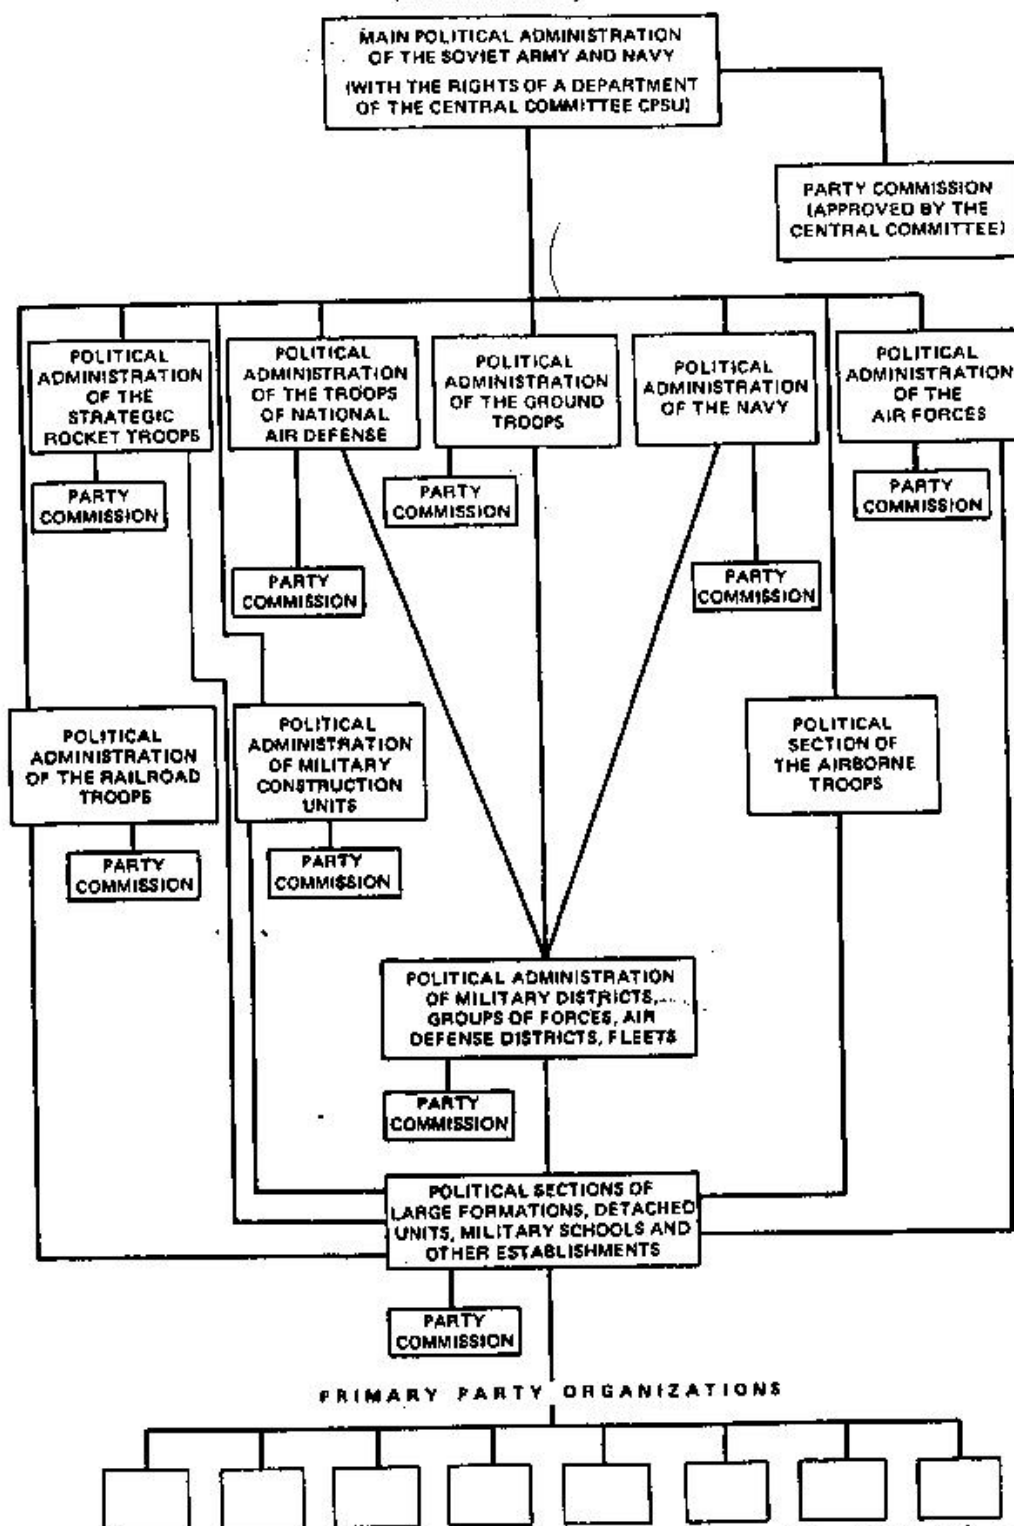 MAIN POLITICAL ADMINISTRATION
OF THE SOVIET ARMY AND NAVY
(WITH THE RIGHTS OF A DEPARTMENT
OF THE CENTRAL COMMITTEE CPSU)
PARTY COMMISSION
(APPROVED BY THE
CENTRAL COMMITTEE)
POLITICAL
ADMINISTRATION
OF THE
STRATEGIC
ROCKET TROOPS
POLITICAL
ADMINISTRATION
OF THE TROOPS
OF NATIONAL
AIR DEFENSE
POLITICAL
ADMINISTRATION
OF THE GROUND
TROOPS
POLITICAL
ADMINISTRATION
OF THE NAVY
POLITICAL
ADMINISTRATION
OF THE
AIR FORCES
PARTY
COMMISSION
PARTY
COMMISSION
PARTY
COMMISSION
PARTY
COMMISSION
PARTY
COMMISSION
POLITICAL
ADMINISTRATION
OF THE RAILROAD
TROOPS
POLITICAL
ADMINISTRATION
OF MILITARY
CONSTRUCTION
UNITS
POLITICAL
SECTION OF
THE AIRBORNE
TROOPS
PARTY
COMMISSION
PARTY
COMMISSION
POLITICAL ADMINISTRATION
OF MILITARY DISTRICTS,
GROUPS OF FORCES, AIR
DEFENSE DISTRICTS, FLEETS
PARTY
COMMISSION
POLITICAL SECTIONS OF
LARGE FORMATIONS, DETACHED
UNITS, MILITARY SCHOOLS AND
OTHER ESTABLISHMENTS
PARTY
COMMISSION
PRIMARY PARTY ORGANIZATIONS